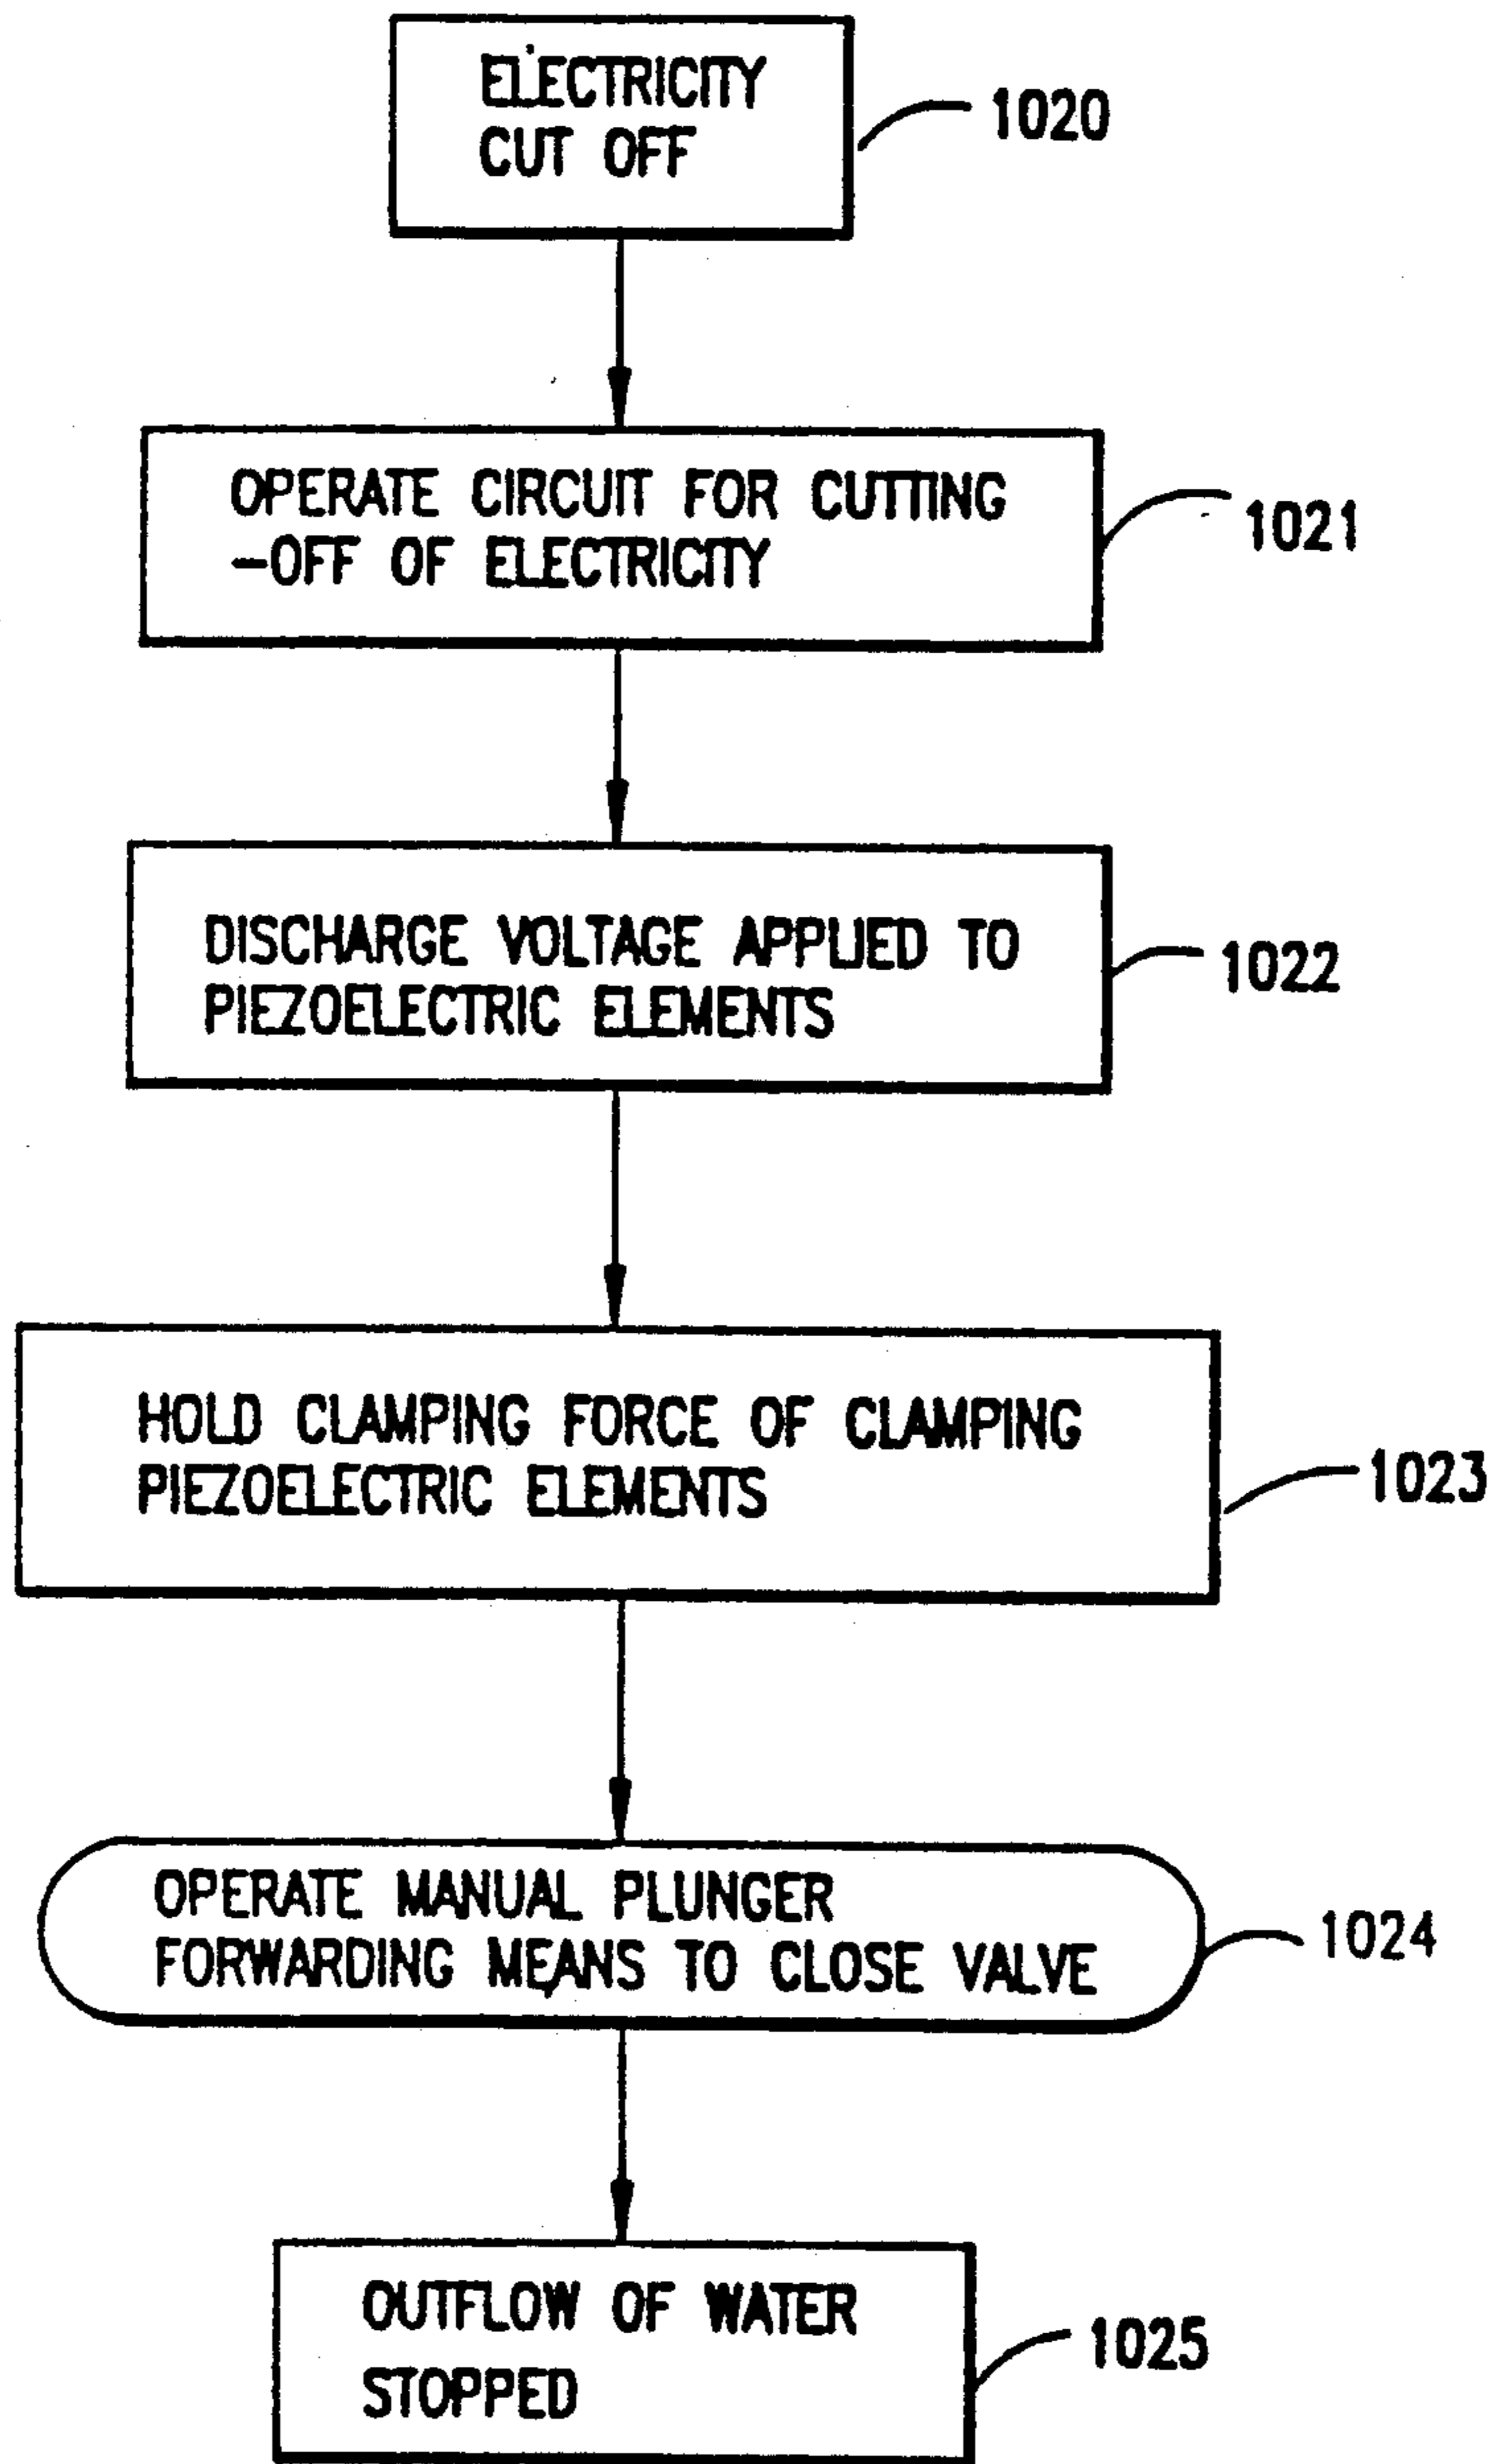 ELECTRICITY
CUT OFF
1020
OPERATE CIRCUIT FOR CUTTING
-OFF OF ELECTRICITY
1021
DISCHARGE VOLTAGE APPLIED TO
PIEZOELECTRIC ELEMENTS
1022
HOLD CLAMPING FORCE OF CLAMPING
PIEZOELECTRIC ELEMENTS
1023
OPERATE MANUAL PLUNGER
FORWARDING MEANS TO CLOSE VALVE
1024
OUTFLOW OF WATER
STOPPED
1025